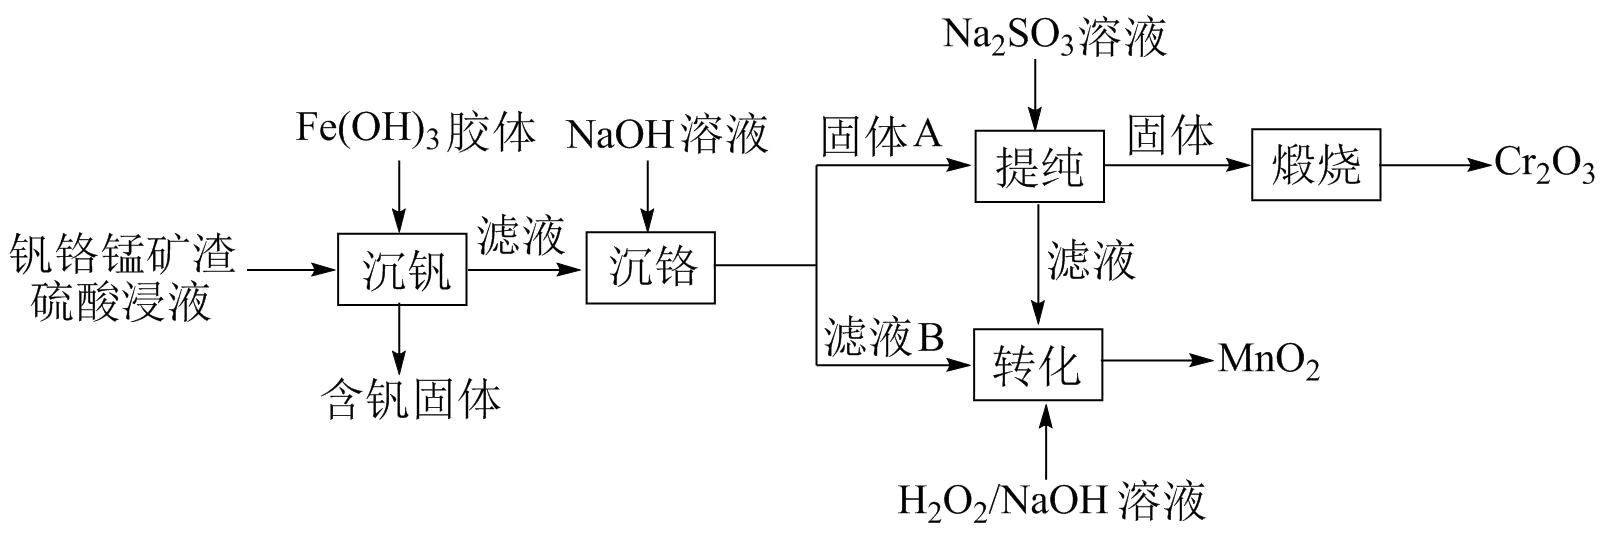 Na₂SO₃溶液
Fe(OH)₃胶体
NaOH溶液
固体A
提纯
固体
煅烧
Cr₂O₃
钒铬锰矿渣
硫酸浸液
沉钒
滤液
沉铬
滤液
滤液B
转化
MnO₂
含钒固体
H₂O₂/NaOH溶液